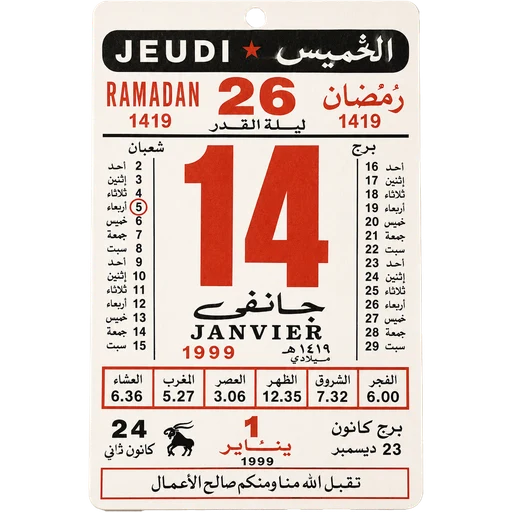 JEUDI ★ الخميس
RAMADAN 26 رمضان
1419 ليلة القدر 1419
شعبان
2 أحد
3 إثنين
4 ثلاثاء
5 أربعاء
6 خميس
7 جمعة
8 سبت
9 أحد
10 إثنين
11 ثلاثاء
12 أربعاء
13 خميس
14 جمعة
15 سبت
14
جانفي
JANVIER
1999 ١٤١٩ هـ
ميلادي
برج
16 أحد
17 إثنين
18 ثلاثاء
19 أربعاء
20 خميس
21 جمعة
22 سبت
23 أحد
24 إثنين
25 ثلاثاء
26 أربعاء
27 خميس
28 جمعة
29 سبت
العشاء المغرب العصر الظهر الشروق الفجر
6.36 5.27 3.06 12.35 7.32 6.00
24 كانون ثاني
1
يناير
1999
برج كانون
23 ديسمبر
تقبل الله منا ومنكم صالح الأعمال